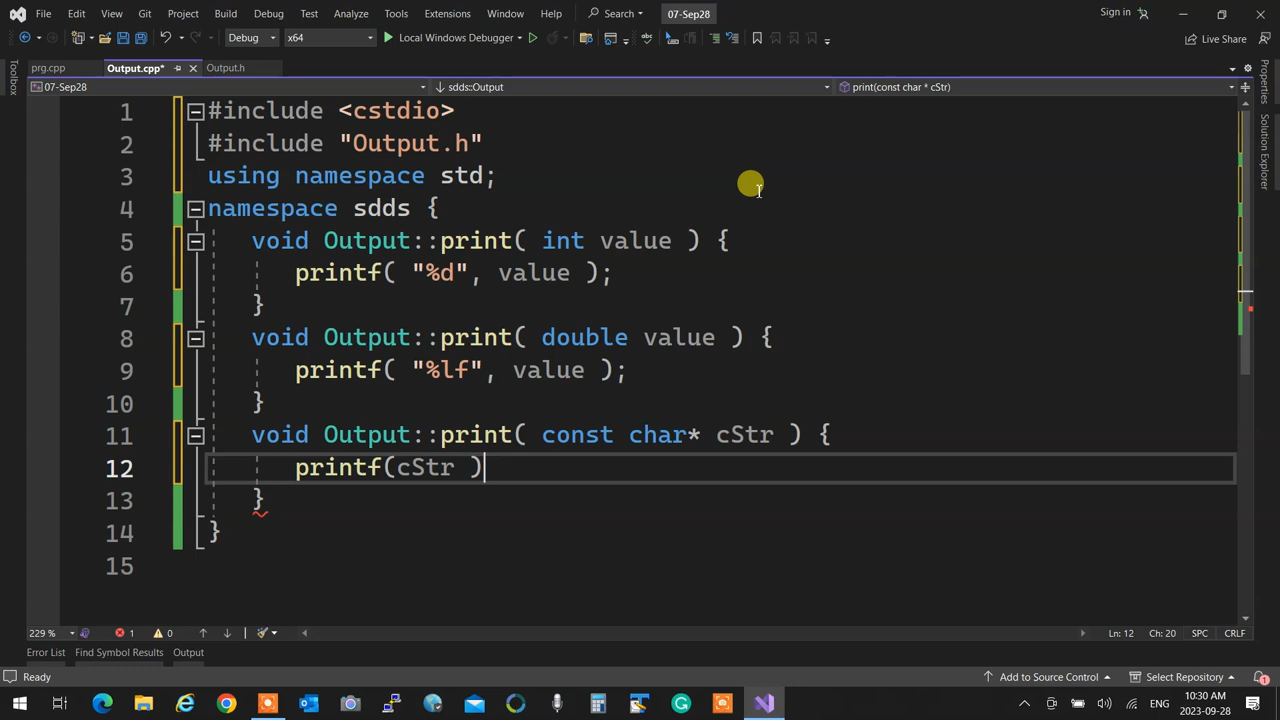 File Edit View Git Project Build Debug Test Analyze Tools Extensions Window Help Search 07-Sep28 Sign in
Debug x64 Local Windows Debugger Live Share
prg.cpp Output.cpp* Output.h
07-Sep28 sdds::Output print(const char * cStr)
Toolbox
Properties
Solution Explorer
1 #include <cstdio>
2 #include "Output.h"
3 using namespace std;
4 namespace sdds {
5 void Output::print( int value ) {
6 printf( "%d", value );
7 }
8 void Output::print( double value ) {
9 printf( "%lf", value );
10 }
11 void Output::print( const char* cStr ) {
12 printf(cStr )
13 }
14 }
15
229 % 1 0 Ln: 12 Ch: 20 SPC CRLF
Error List Find Symbol Results Output
Ready Add to Source Control Select Repository 1
ENG 10:30 AM
2023-09-28